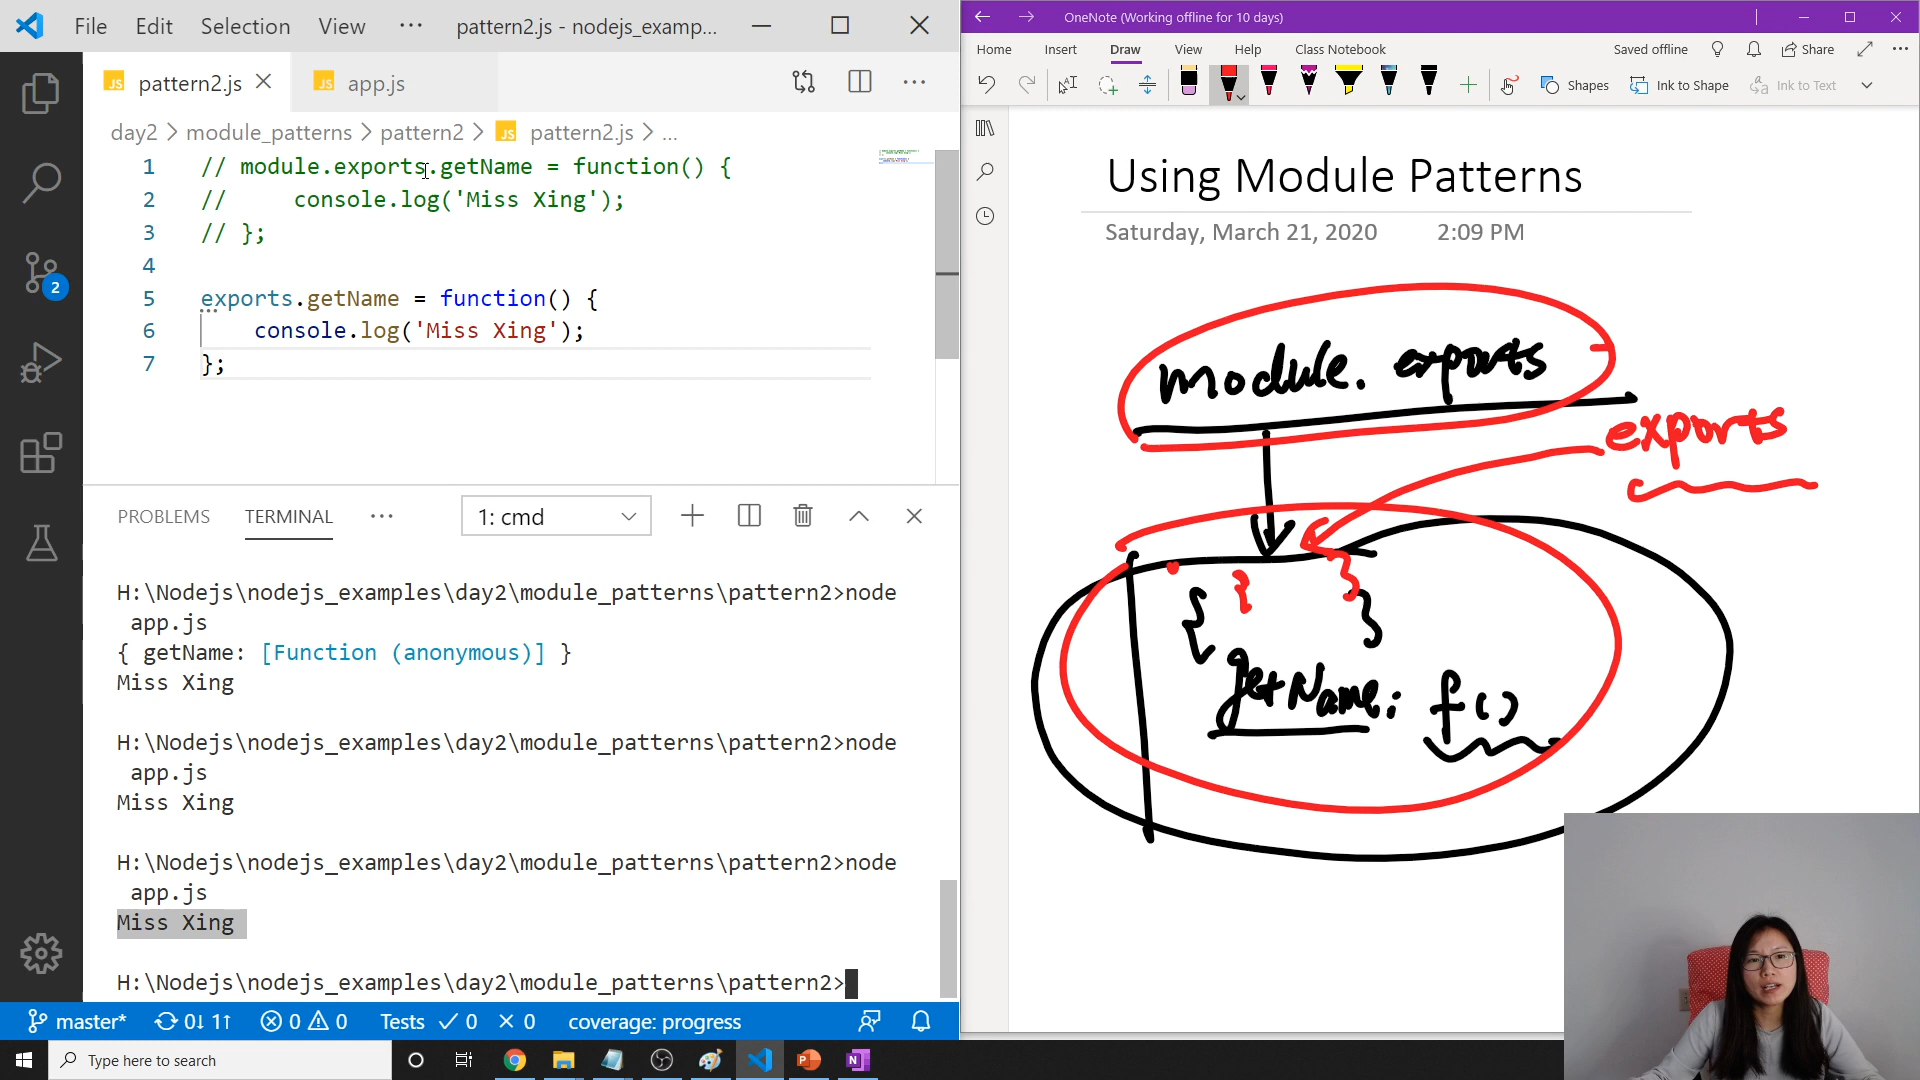 File Edit Selection View ··· pattern2.js - nodejs_examp...
pattern2.js app.js
day2 > module_patterns > pattern2 > JS pattern2.js > ...
1 // module.exports.getName = function() {
2 //     console.log('Miss Xing');
3 // };
4
5 exports.getName = function() {
6     console.log('Miss Xing');
7 };
PROBLEMS TERMINAL ··· 1: cmd
H:\Nodejs\nodejs_examples\day2\module_patterns\pattern2>node
app.js
{ getName: [Function (anonymous)] }
Miss Xing
H:\Nodejs\nodejs_examples\day2\module_patterns\pattern2>node
app.js
Miss Xing
H:\Nodejs\nodejs_examples\day2\module_patterns\pattern2>node
app.js
Miss Xing
H:\Nodejs\nodejs_examples\day2\module_patterns\pattern2>
2
master* 0↓ 1↑ 0 0 Tests ✓ 0 × 0 coverage: progress
Type here to search
OneNote (Working offline for 10 days)
Home Insert Draw View Help Class Notebook Saved offline Share ···
Shapes Ink to Shape Ink to Text
Using Module Patterns
Saturday, March 21, 2020 2:09 PM
module. exports
exports
{ } }
}
getName: f()